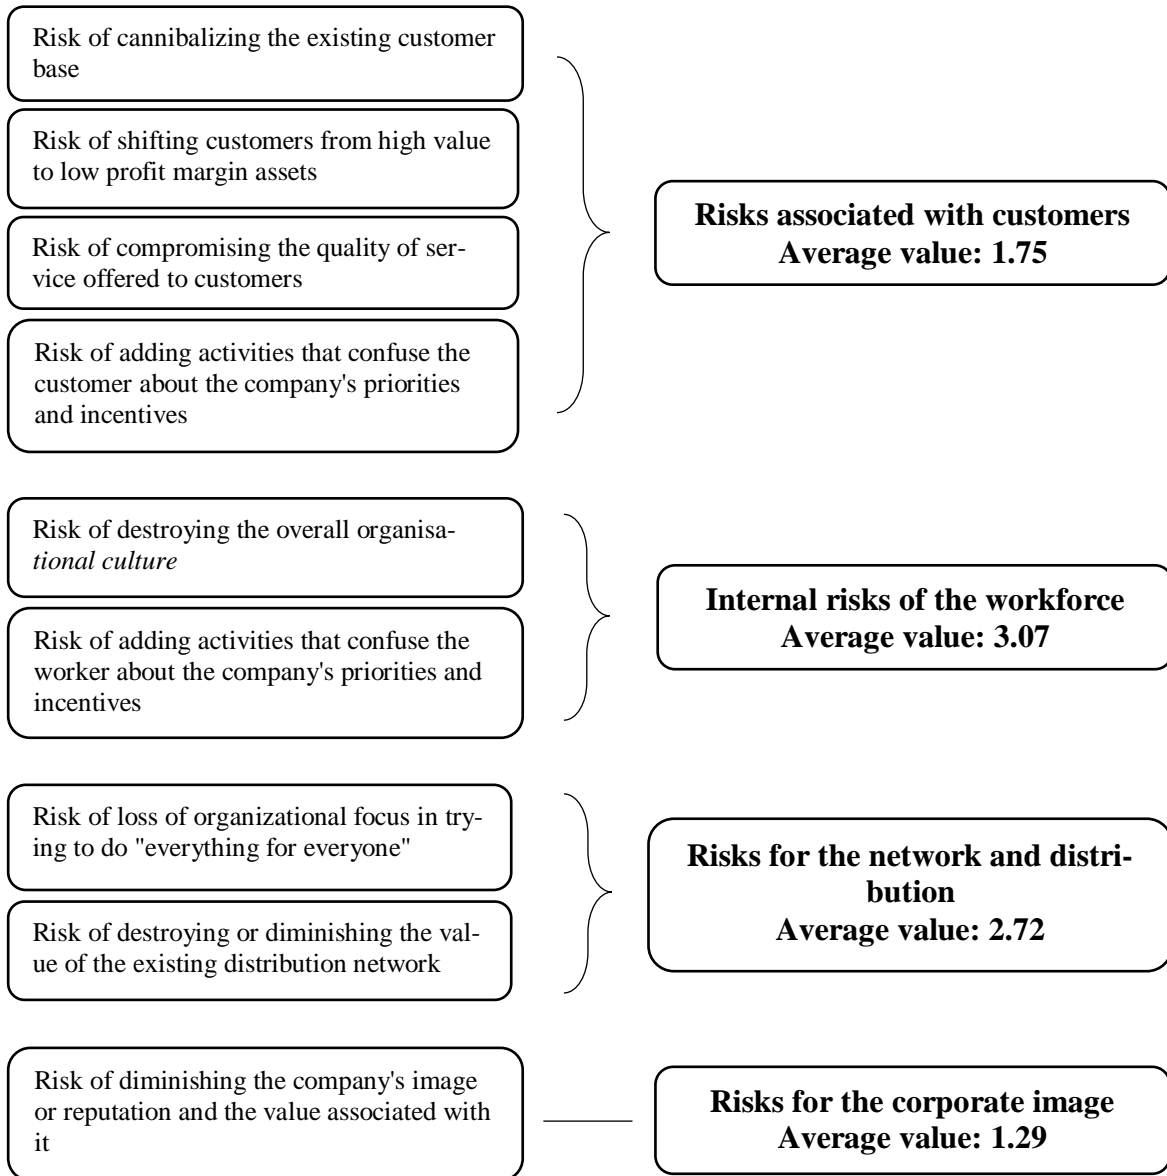 Risk of cannibalizing the existing customer
base
Risk of shifting customers from high value
to low profit margin assets
Risk of compromising the quality of ser-
vice offered to customers
Risk of adding activities that confuse the
customer about the company's priorities
and incentives
Risks associated with customers
Average value: 1.75
Risk of destroying the overall organisa-
tional culture
Risk of adding activities that confuse the
worker about the company's priorities and
incentives
Internal risks of the workforce
Average value: 3.07
Risk of loss of organizational focus in try-
ing to do "everything for everyone"
Risk of destroying or diminishing the val-
ue of the existing distribution network
Risks for the network and distri-
bution
Average value: 2.72
Risk of diminishing the company's image
or reputation and the value associated with
it
Risks for the corporate image
Average value: 1.29